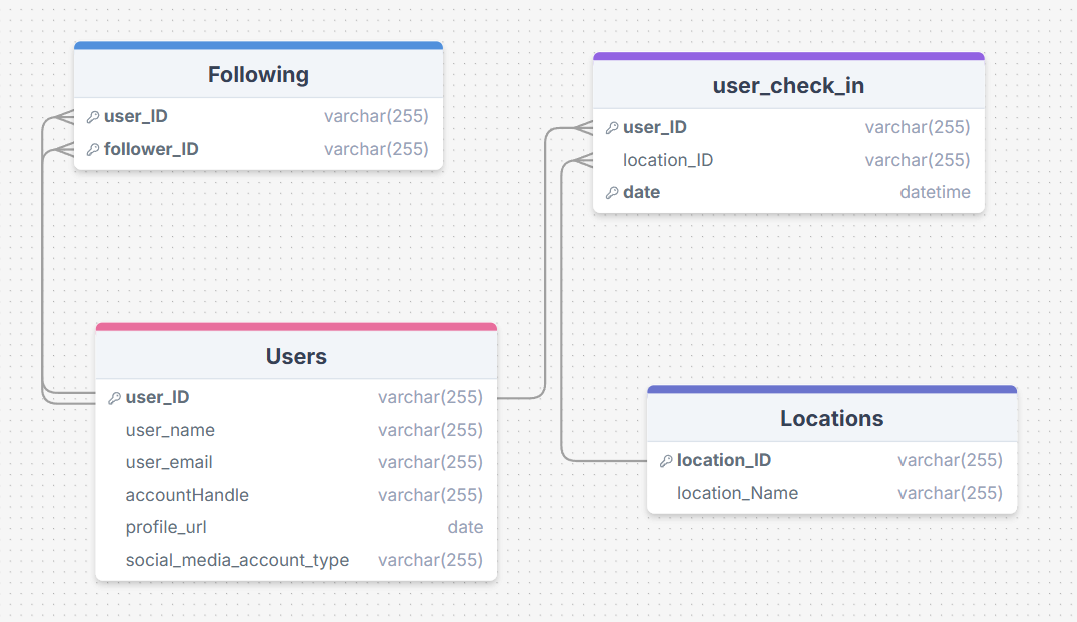 Following
user_ID varchar(255)
follower_ID varchar(255)
user_check_in
user_ID varchar(255)
location_ID varchar(255)
date datetime
Users
user_ID varchar(255)
user_name varchar(255)
user_email varchar(255)
accountHandle varchar(255)
profile_url date
social_media_account_type varchar(255)
Locations
location_ID varchar(255)
location_Name varchar(255)